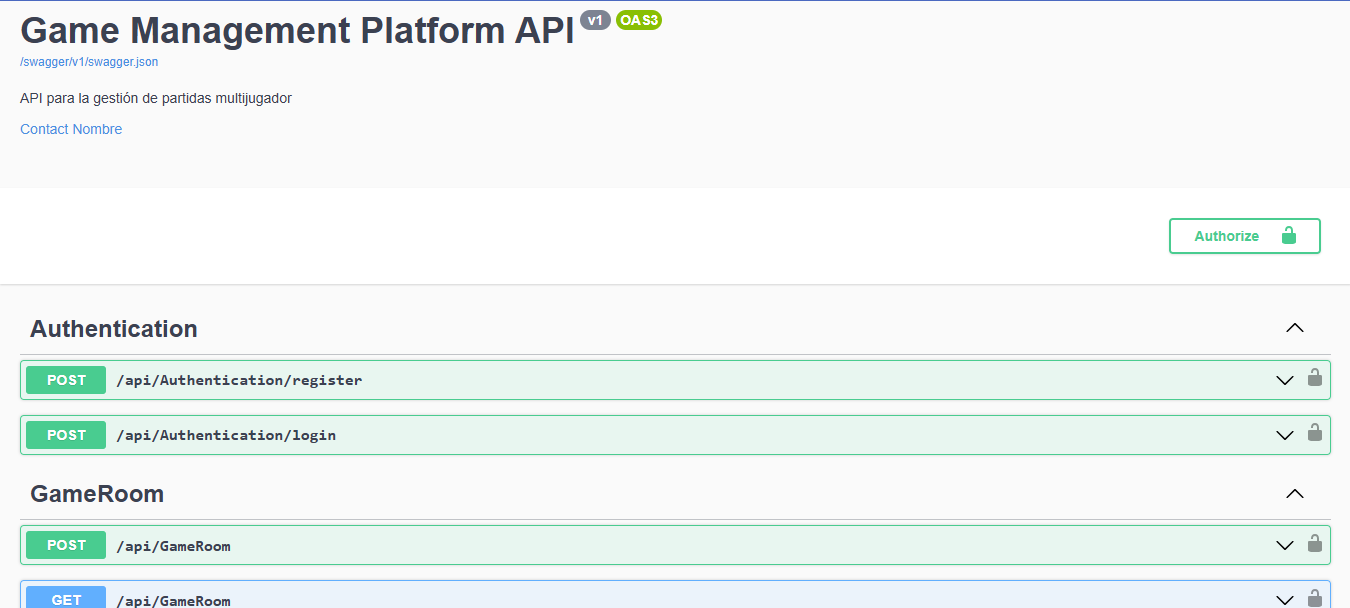 Game Management Platform API v1 OAS3
/swagger/v1/swagger.json
API para la gestión de partidas multijugador
Contact Nombre
Authorize
Authentication
POST /api/Authentication/register
POST /api/Authentication/login
GameRoom
POST /api/GameRoom
GET /api/GameRoom